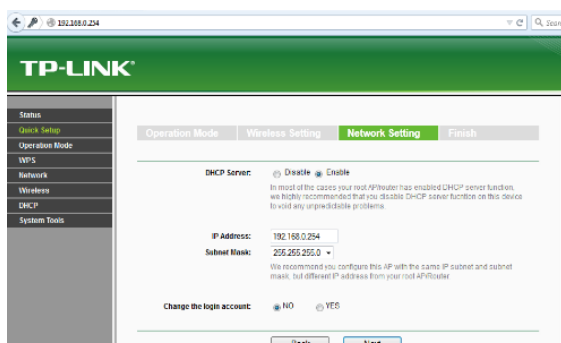 192.168.0.254
TP-LINK®
Status
Quick Setup
Operation Mode
WPS
Network
Wireless
DHCP
System Tools
Operation Mode Wireless Setting Network Setting Finish
DHCP Server: Disable Enable
In most of the cases your root AP/router has enabled DHCP server function,
we highly recommended that you disable DHCP server fucntion on this device
to void any unpredictable problems.
IP Address: 192.168.0.254
Subnet Mask: 255.255.255.0
We recommend you configure this AP with the same IP subnet and subnet
mask, but different IP address from your root AP/Router.
Change the login account: NO YES
Back Next